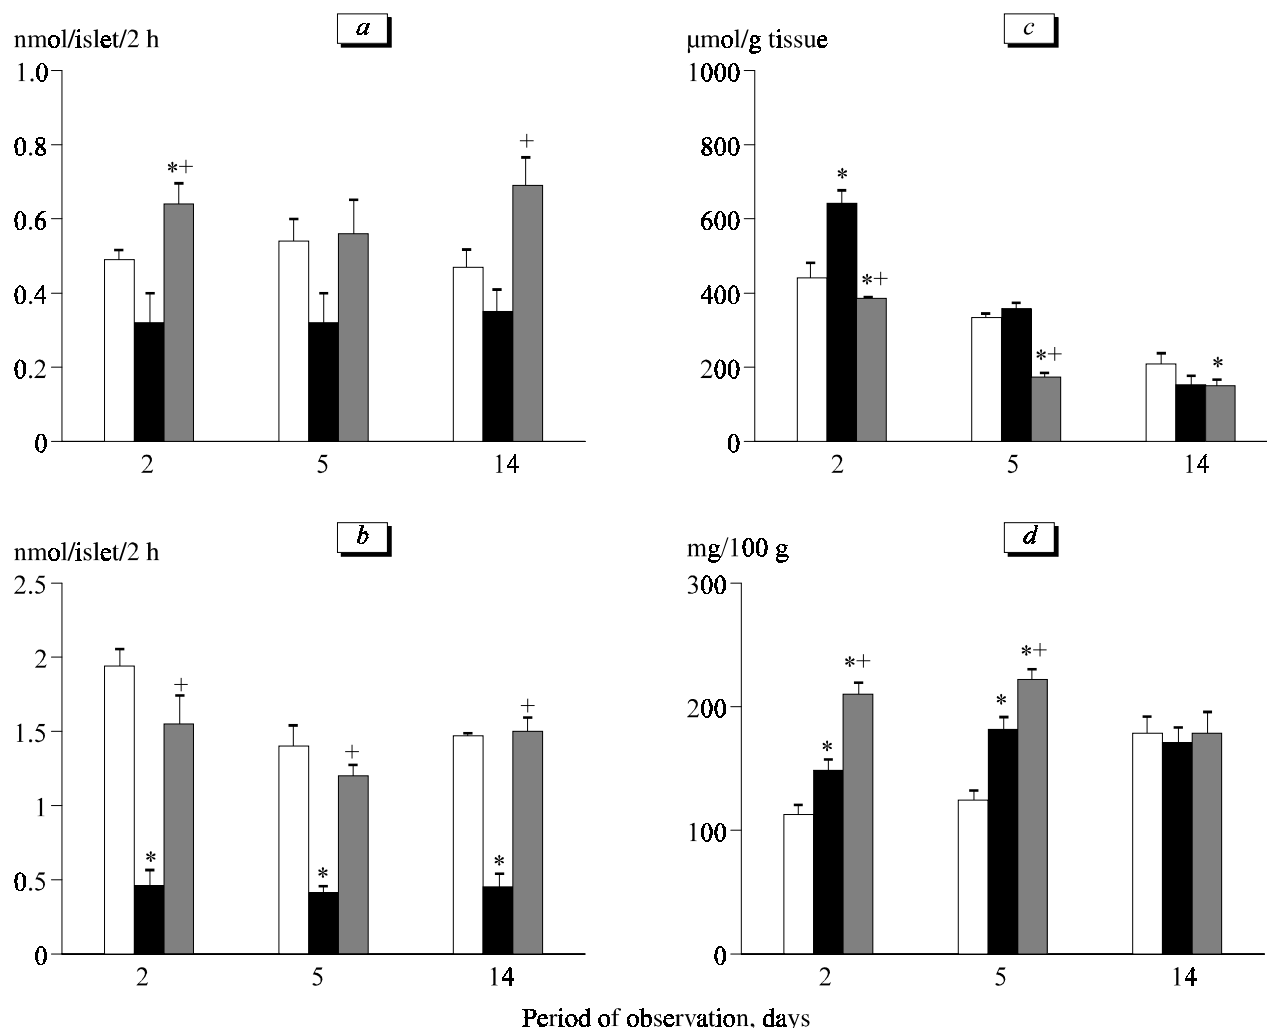 a
nmol/islet/2 h
1.0
0.8
0.6
0.4
0.2
0
*+
+
2 5 14
c
µmol/g tissue
1000
800
600
400
200
0
*
*+
*+
*
2 5 14
b
nmol/islet/2 h
2.5
2
1.5
1
0.5
0
+
+
+
*
*
*
2 5 14
d
mg/100 g
300
200
100
0
*+
*+
*
*
2 5 14
Period of observation, days